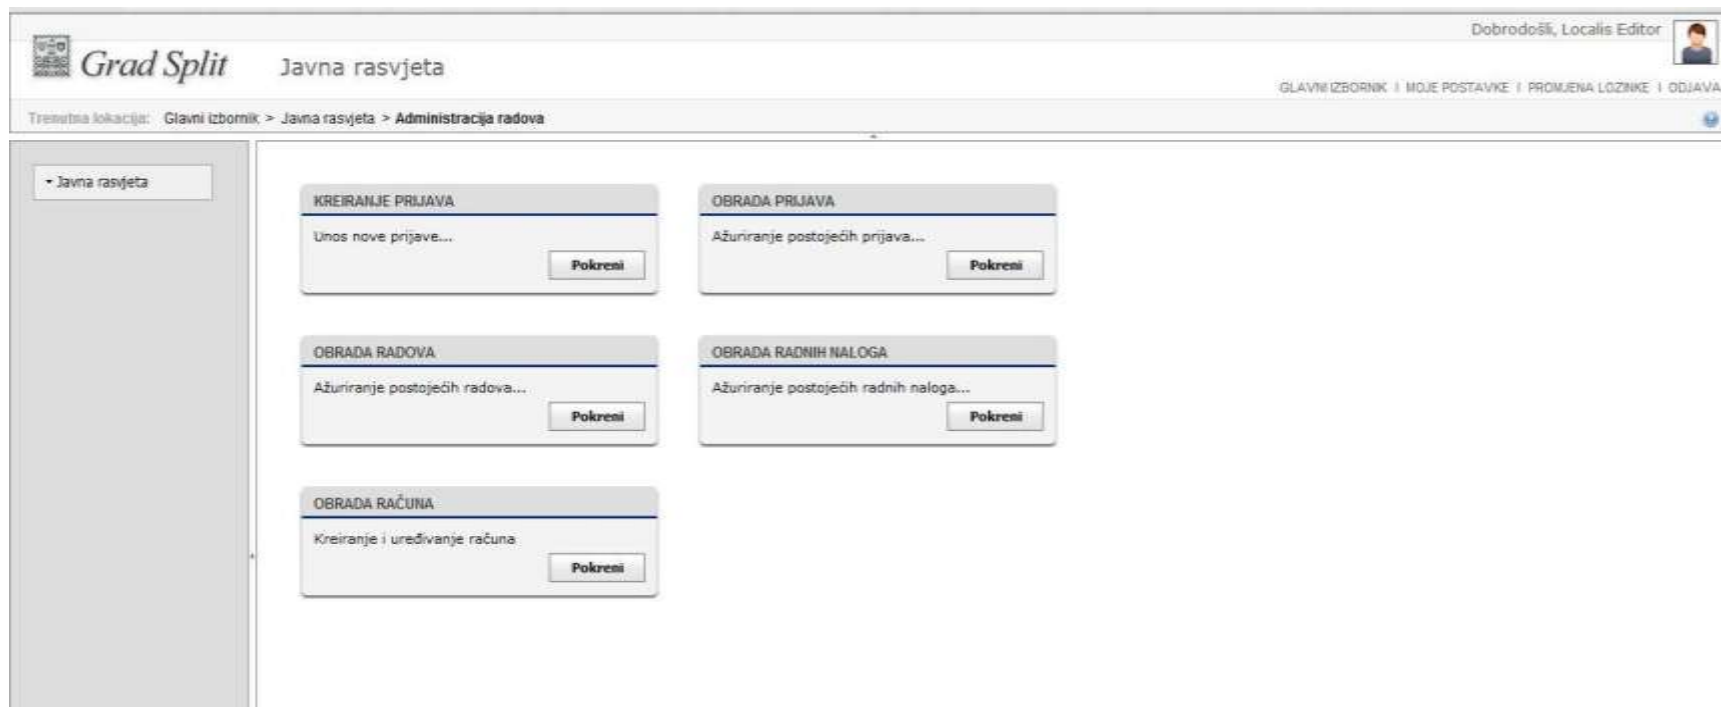 Dobrodošli, Localis Editor
Grad Split
Javna rasvjeta
GLAVNI IZBORNIK | MOJE POSTAVKE | PROMJENA LOZINKE | ODJAVA
Trenutna lokacija: Glavni izbornik > Javna rasvjeta > Administracija radova
Javna rasvjeta
KREIRANJE PRIJAVA
Unos nove prijave...
Pokreni
OBRADA PRIJAVA
Ažuriranje postojećih prijava...
Pokreni
OBRADA RADOVA
Ažuriranje postojećih radova...
Pokreni
OBRADA RADNIH NALOGA
Ažuriranje postojećih radnih naloga...
Pokreni
OBRADA RAČUNA
Kreiranje i uređivanje računa
Pokreni